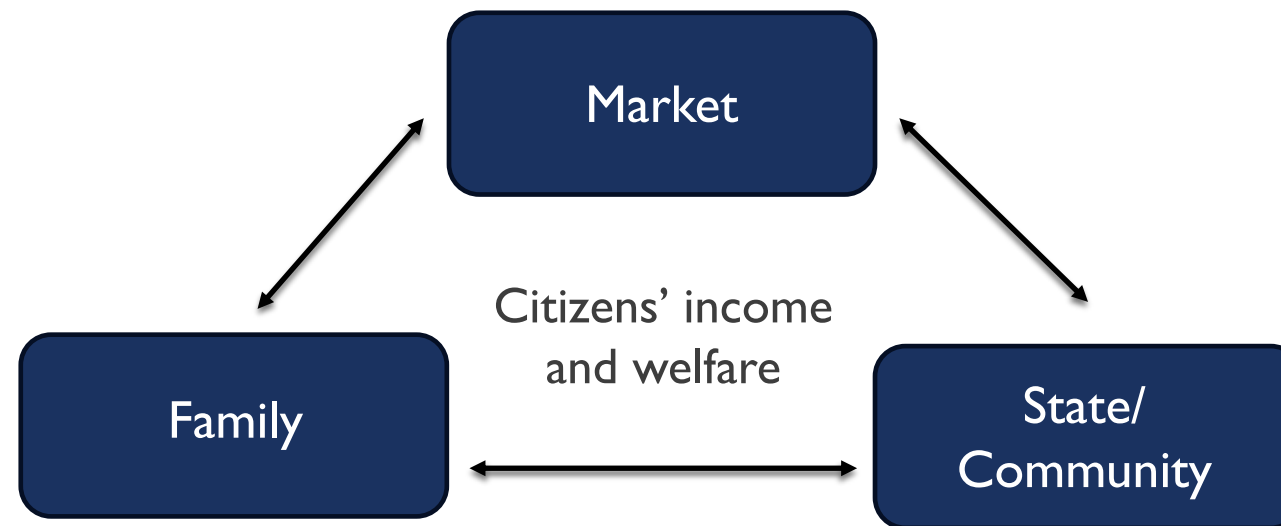 Market
Citizens’ income
and welfare
Family
State/
Community